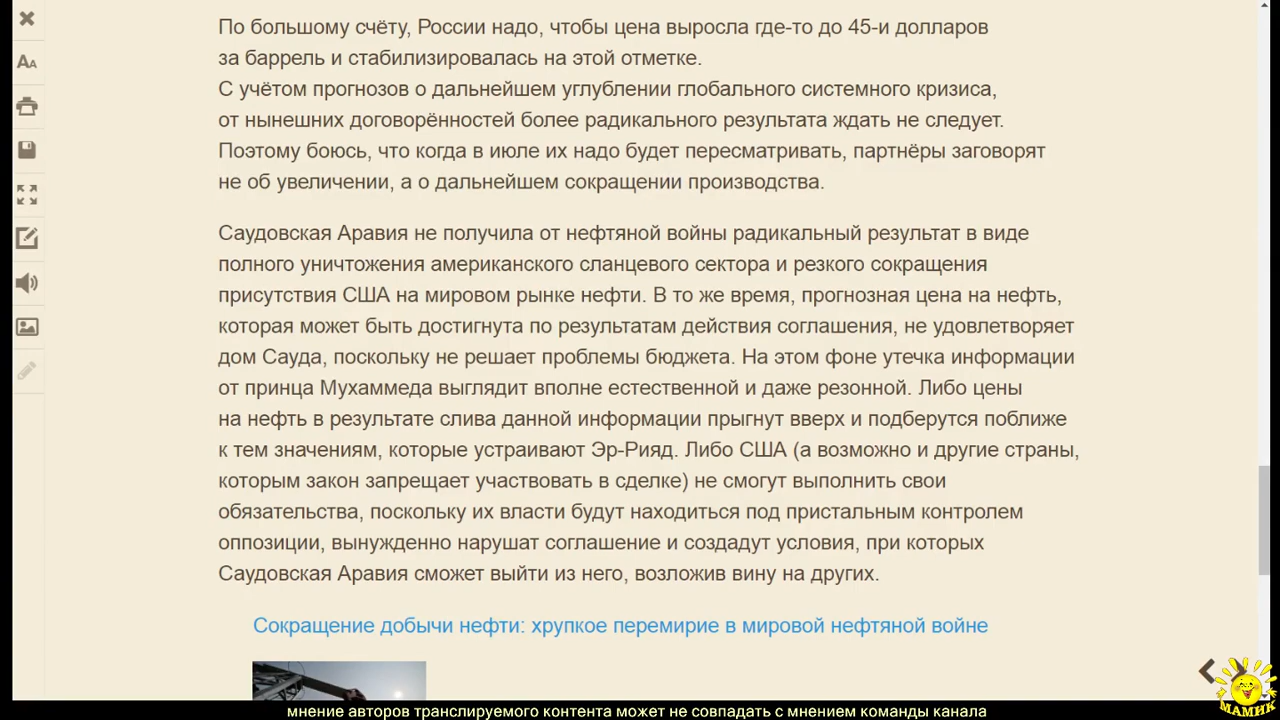 По большому счёту, России надо, чтобы цена выросла где-то до 45-и долларов
за баррель и стабилизировалась на этой отметке.
С учётом прогнозов о дальнейшем углублении глобального системного кризиса,
от нынешних договорённостей более радикального результата ждать не следует.
Поэтому боюсь, что когда в июле их надо будет пересматривать, партнёры заговорят
не об увеличении, а о дальнейшем сокращении производства.
Саудовская Аравия не получила от нефтяной войны радикальный результат в виде
полного уничтожения американского сланцевого сектора и резкого сокращения
присутствия США на мировом рынке нефти. В то же время, прогнозная цена на нефть,
которая может быть достигнута по результатам действия соглашения, не удовлетворяет
дом Сауда, поскольку не решает проблемы бюджета. На этом фоне утечка информации
от принца Мухаммеда выглядит вполне естественной и даже резонной. Либо цены
на нефть в результате слива данной информации прыгнут вверх и подберутся поближе
к тем значениям, которые устраивают Эр-Рияд. Либо США (а возможно и другие страны,
которым закон запрещает участвовать в сделке) не смогут выполнить свои
обязательства, поскольку их власти будут находиться под пристальным контролем
оппозиции, вынужденно нарушат соглашение и создадут условия, при которых
Саудовская Аравия сможет выйти из него, возложив вину на других.
Сокращение добычи нефти: хрупкое перемирие в мировой нефтяной войне
МАМИК
мнение авторов транслируемого контента может не совпадать с мнением команды канала